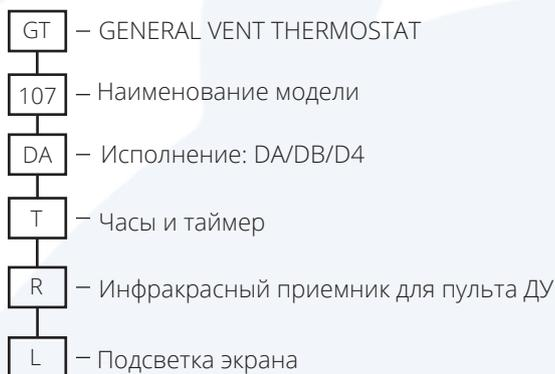 GT – GENERAL VENT THERMOSTAT
107 – Наименование модели
DA – Исполнение: DA/DB/D4
T – Часы и таймер
R – Инфракрасный приемник для пульта ДУ
L – Подсветка экрана